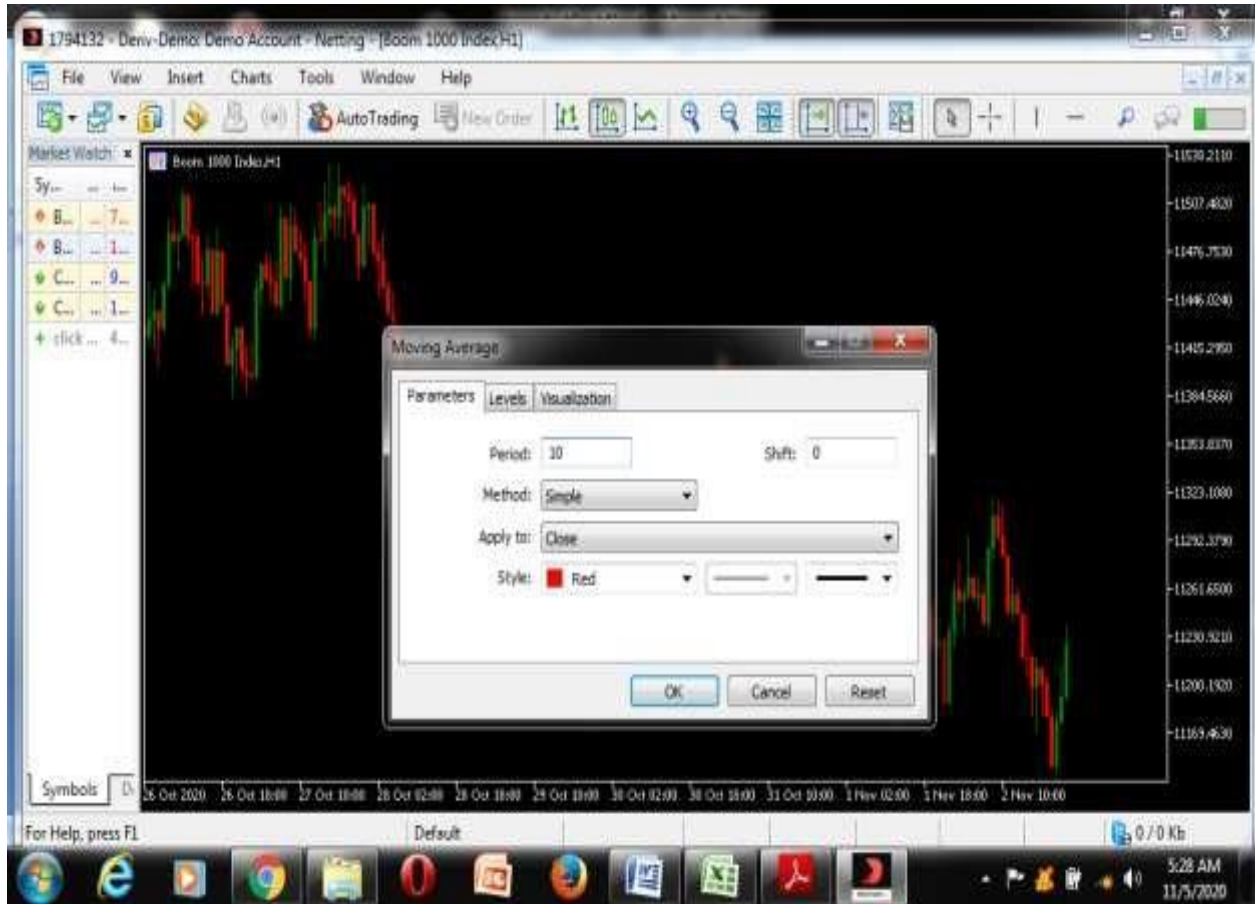 1794132 - Deriv-Demo: Demo Account - Netting - [Boom 1000 Index,H1]
File View Insert Charts Tools Window Help
AutoTrading New Order
Market Watch
Sy... ... ...
B... ... 7...
B... ... 1...
C... ... 9...
C... ... 1...
+ click ... 4...
Boom 1000 Index,H1
11538.2110
11507.4820
11476.7530
11446.0240
11415.2950
11384.5660
11353.8370
11323.1080
11292.3790
11261.6500
11230.9210
11200.1920
11169.4630
Moving Average
Parameters Levels Visualization
Period: 10 Shift: 0
Method: Simple
Apply to: Close
Style: Red
OK Cancel Reset
26 Oct 2020 26 Oct 18:00 27 Oct 10:00 28 Oct 02:00 28 Oct 18:00 29 Oct 10:00 30 Oct 02:00 30 Oct 18:00 31 Oct 10:00 1 Nov 02:00 1 Nov 18:00 2 Nov 10:00
Symbols D
For Help, press F1 Default 0 / 0 Kb
5:28 AM
11/5/2020